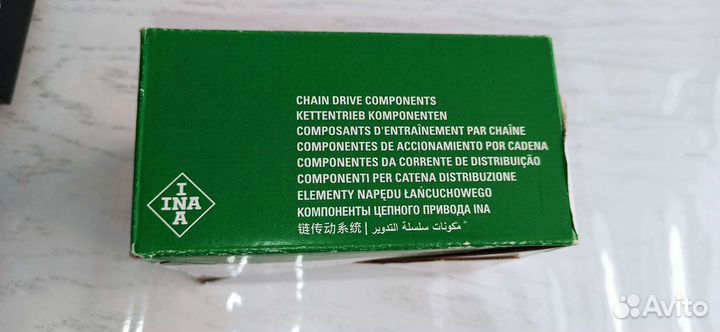 CHAIN DRIVE COMPONENTS
KETTENTRIEB KOMPONENTEN
COMPOSANTS D'ENTRAÎNEMENT PAR CHAÎNE
COMPONENTES DE ACCIONAMIENTO POR CADENA
COMPONENTES DA CORRENTE DE DISTRIBUIÇÃO
COMPONENTI PER CATENA DISTRIBUZIONE
ELEMENTY NAPĘDU ŁAŃCUCHOWEGO
КОМПОНЕНТЫ ЦЕПНОГО ПРИВОДА INA
链传动系统 | مكونات سلسلة التدوير
I
INA
A
Avito